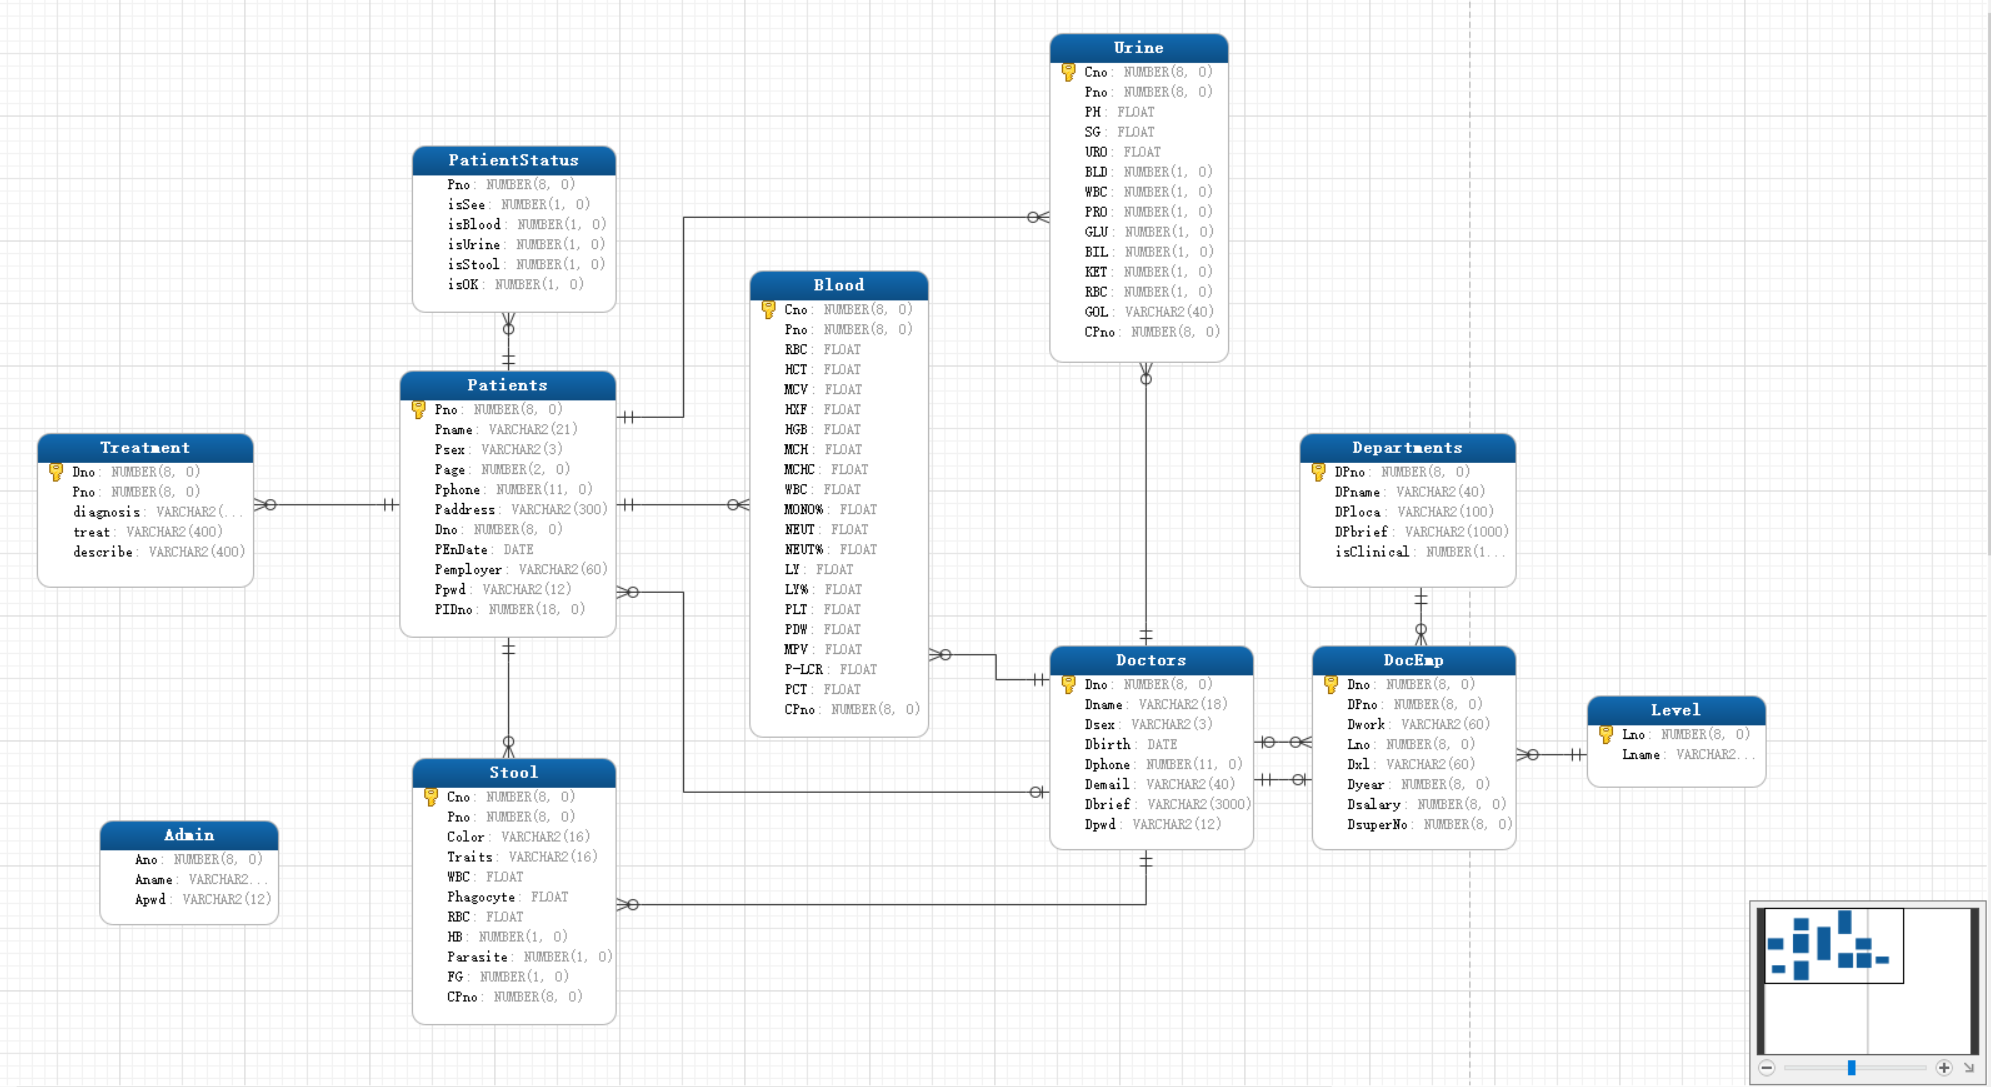 Urine
Cno: NUMBER(8, 0)
Pno: NUMBER(8, 0)
PH: FLOAT
SG: FLOAT
URO: FLOAT
BLD: NUMBER(1, 0)
WBC: NUMBER(1, 0)
PRO: NUMBER(1, 0)
GLU: NUMBER(1, 0)
BIL: NUMBER(1, 0)
KET: NUMBER(1, 0)
RBC: NUMBER(1, 0)
GOL: VARCHAR2(40)
CPno: NUMBER(8, 0)
PatientStatus
Pno: NUMBER(8, 0)
isSee: NUMBER(1, 0)
isBlood: NUMBER(1, 0)
isUrine: NUMBER(1, 0)
isStool: NUMBER(1, 0)
isOK: NUMBER(1, 0)
Blood
Cno: NUMBER(8, 0)
Pno: NUMBER(8, 0)
RBC: FLOAT
HCT: FLOAT
MCV: FLOAT
HXF: FLOAT
HGB: FLOAT
MCH: FLOAT
MCHC: FLOAT
WBC: FLOAT
MONO%: FLOAT
NEUT: FLOAT
NEUT%: FLOAT
LY: FLOAT
LY%: FLOAT
PLT: FLOAT
PDW: FLOAT
MPV: FLOAT
P-LCR: FLOAT
PCT: FLOAT
CPno: NUMBER(8, 0)
Patients
Pno: NUMBER(8, 0)
Pname: VARCHAR2(21)
Psex: VARCHAR2(3)
Page: NUMBER(2, 0)
Pphone: NUMBER(11, 0)
Paddress: VARCHAR2(300)
Dno: NUMBER(8, 0)
PEnDate: DATE
Pemployer: VARCHAR2(60)
Ppwd: VARCHAR2(12)
PIDno: NUMBER(18, 0)
Treatment
Dno: NUMBER(8, 0)
Pno: NUMBER(8, 0)
diagnosis: VARCHAR2(...
treat: VARCHAR2(400)
describe: VARCHAR2(400)
Departments
DPno: NUMBER(8, 0)
DPname: VARCHAR2(40)
DPloca: VARCHAR2(100)
DPbrief: VARCHAR2(1000)
isClinical: NUMBER(1...
Doctors
Dno: NUMBER(8, 0)
Dname: VARCHAR2(18)
Dsex: VARCHAR2(3)
Dbirth: DATE
Dphone: NUMBER(11, 0)
Demail: VARCHAR2(40)
Dbrief: VARCHAR2(3000)
Dpwd: VARCHAR2(12)
DocEmp
Dno: NUMBER(8, 0)
DPno: NUMBER(8, 0)
Dwork: VARCHAR2(60)
Lno: NUMBER(8, 0)
Dxl: VARCHAR2(60)
Dyear: NUMBER(8, 0)
Dsalary: NUMBER(8, 0)
DsuperNo: NUMBER(8, 0)
Level
Lno: NUMBER(8, 0)
Lname: VARCHAR2...
Stool
Cno: NUMBER(8, 0)
Pno: NUMBER(8, 0)
Color: VARCHAR2(16)
Traits: VARCHAR2(16)
WBC: FLOAT
Phagocyte: FLOAT
RBC: FLOAT
HB: NUMBER(1, 0)
Parasite: NUMBER(1, 0)
FG: NUMBER(1, 0)
CPno: NUMBER(8, 0)
Admin
Ano: NUMBER(8, 0)
Aname: VARCHAR2...
Apwd: VARCHAR2(12)